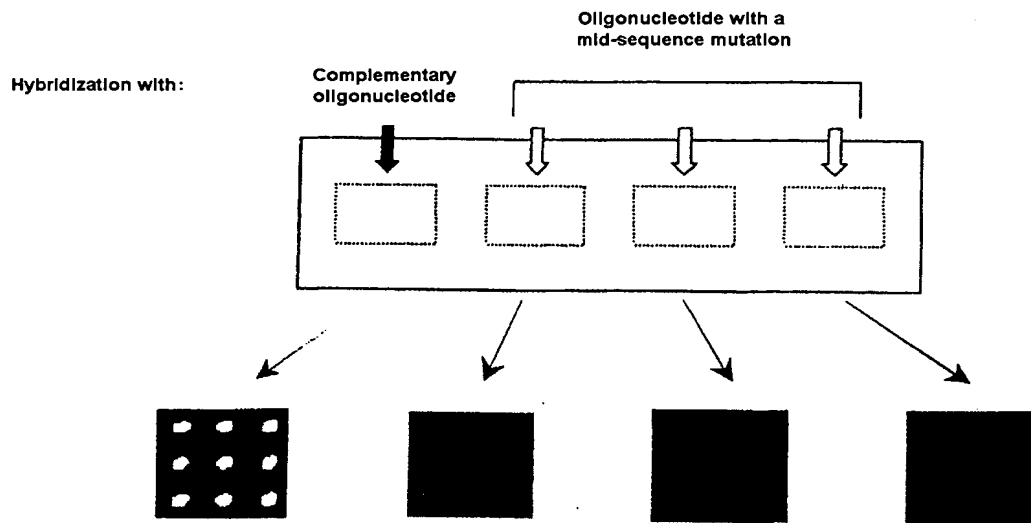 Oligonucleotide with a
mid-sequence mutation
Hybridization with:
Complementary
oligonucleotide